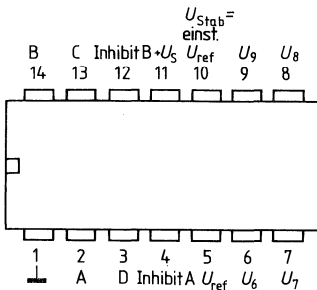 U_Stab=
einst.
B C Inhibit B +U_S U_ref U_9 U_8
14 13 12 11 10 9 8
1 2 3 4 5 6 7
A D Inhibit A U_ref U_6 U_7